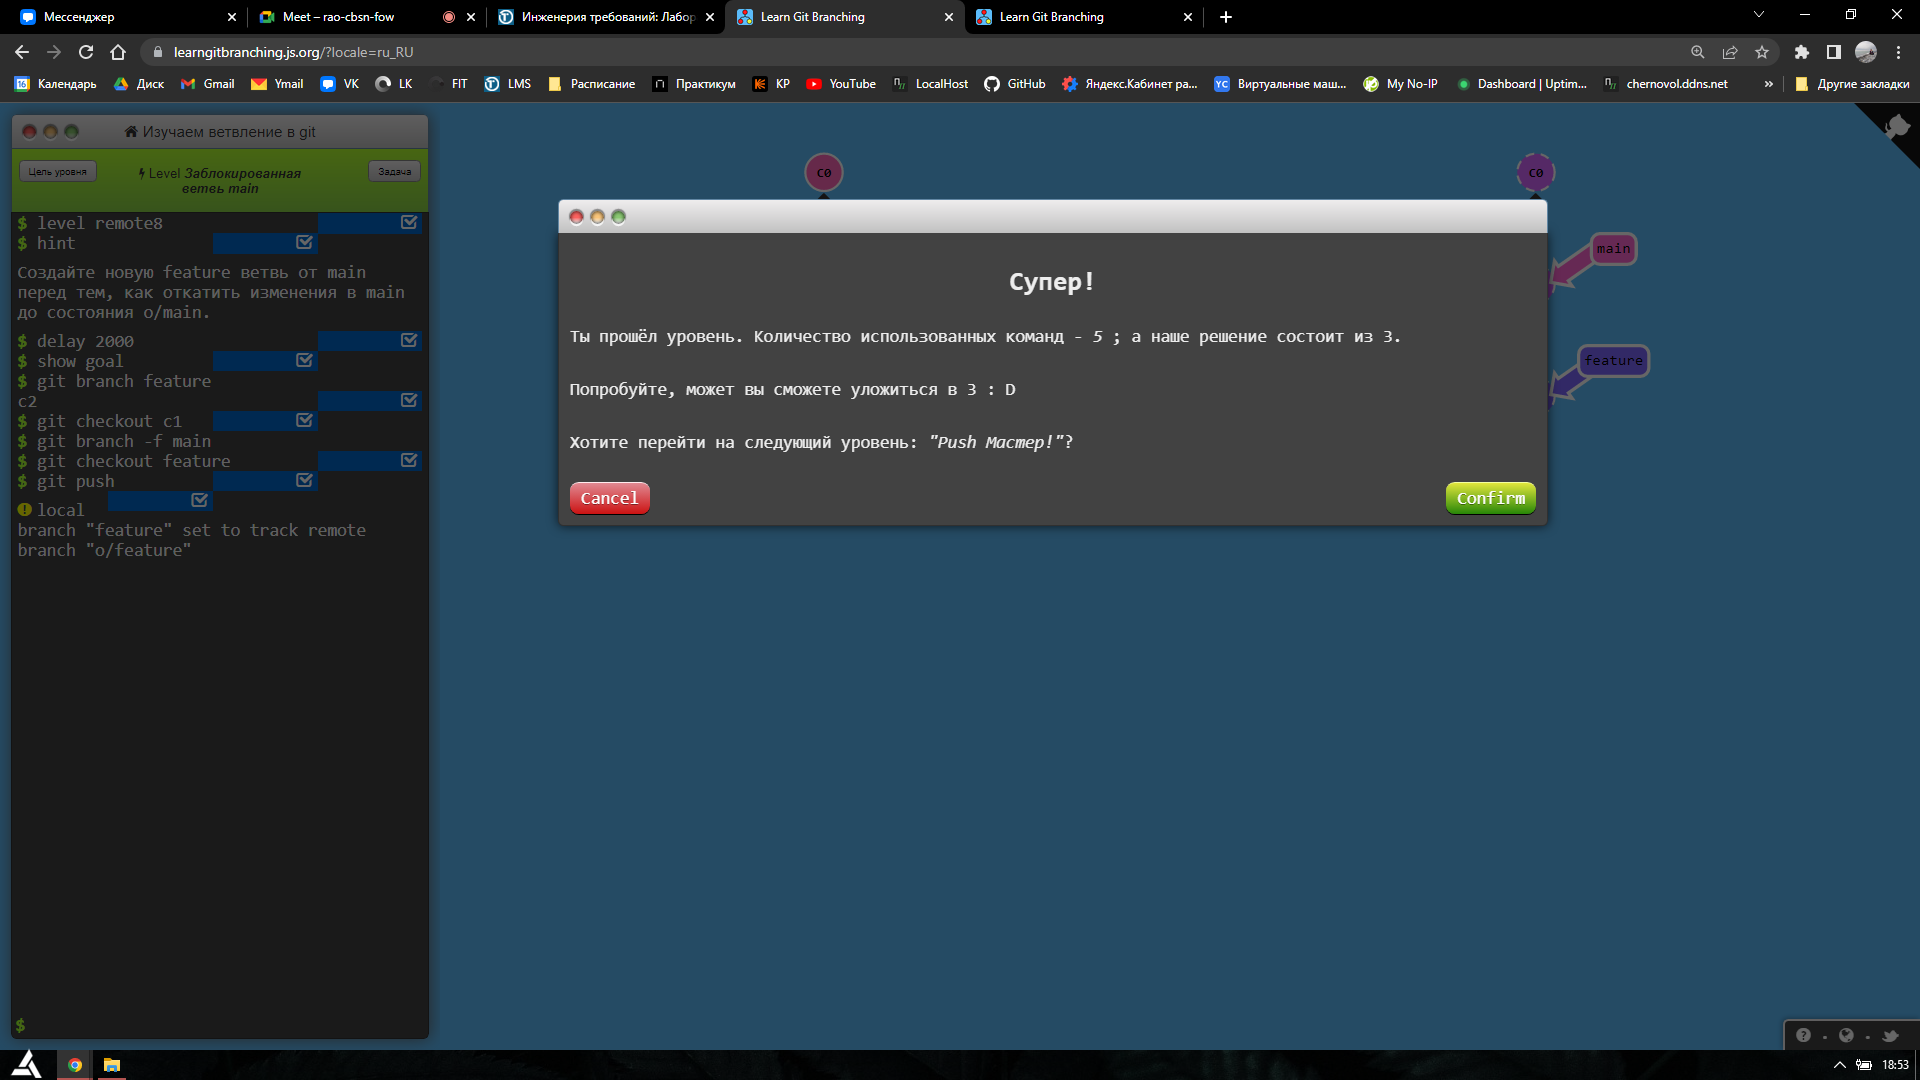 Мессенджер
Meet – rao-cbsn-fow
Инженерия требований: Лабор
Learn Git Branching
Learn Git Branching
learngitbranching.js.org/?locale=ru_RU
16 Календарь
Диск
Gmail
Ymail
VK
LK
FIT
LMS
Расписание
Практикум
КР
YouTube
LocalHost
GitHub
Яндекс.Кабинет ра...
YC Виртуальные маш...
My No-IP
Dashboard | Uptim...
chernovol.ddns.net
»
Другие закладки
Изучаем ветвление в git
Цель уровня
Level Заблокированная
ветвь main
Задача
$ level remote8
$ hint
Создайте новую feature ветвь от main
перед тем, как откатить изменения в main
до состояния o/main.
$ delay 2000
$ show goal
$ git branch feature
c2
$ git checkout c1
$ git branch -f main
$ git checkout feature
$ git push
local
branch "feature" set to track remote
branch "o/feature"
$
C0
C0
main
feature
Супер!
Ты прошёл уровень. Количество использованных команд - 5 ; а наше решение состоит из 3.
Попробуйте, может вы сможете уложиться в 3 : D
Хотите перейти на следующий уровень: "Push Мастер!"?
Cancel
Confirm
18:53